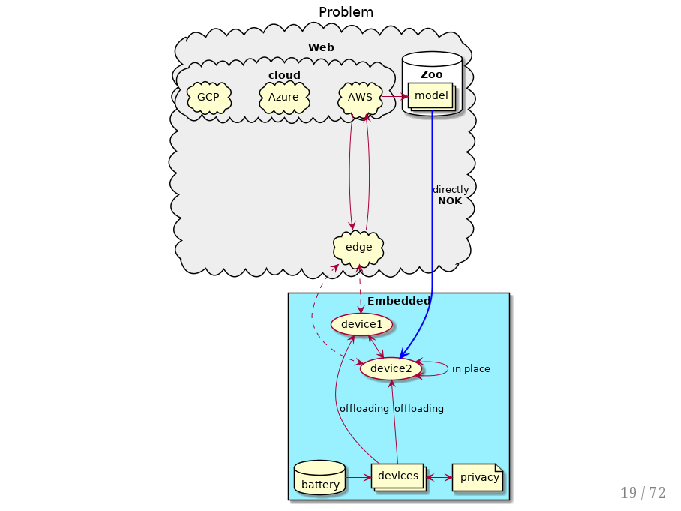 Problem
Web
cloud
Zoo
GCP
Azure
AWS
model
directly
NOK
edge
Embedded
device1
device2
in place
offloading
offloading
battery
devices
privacy
19 / 72